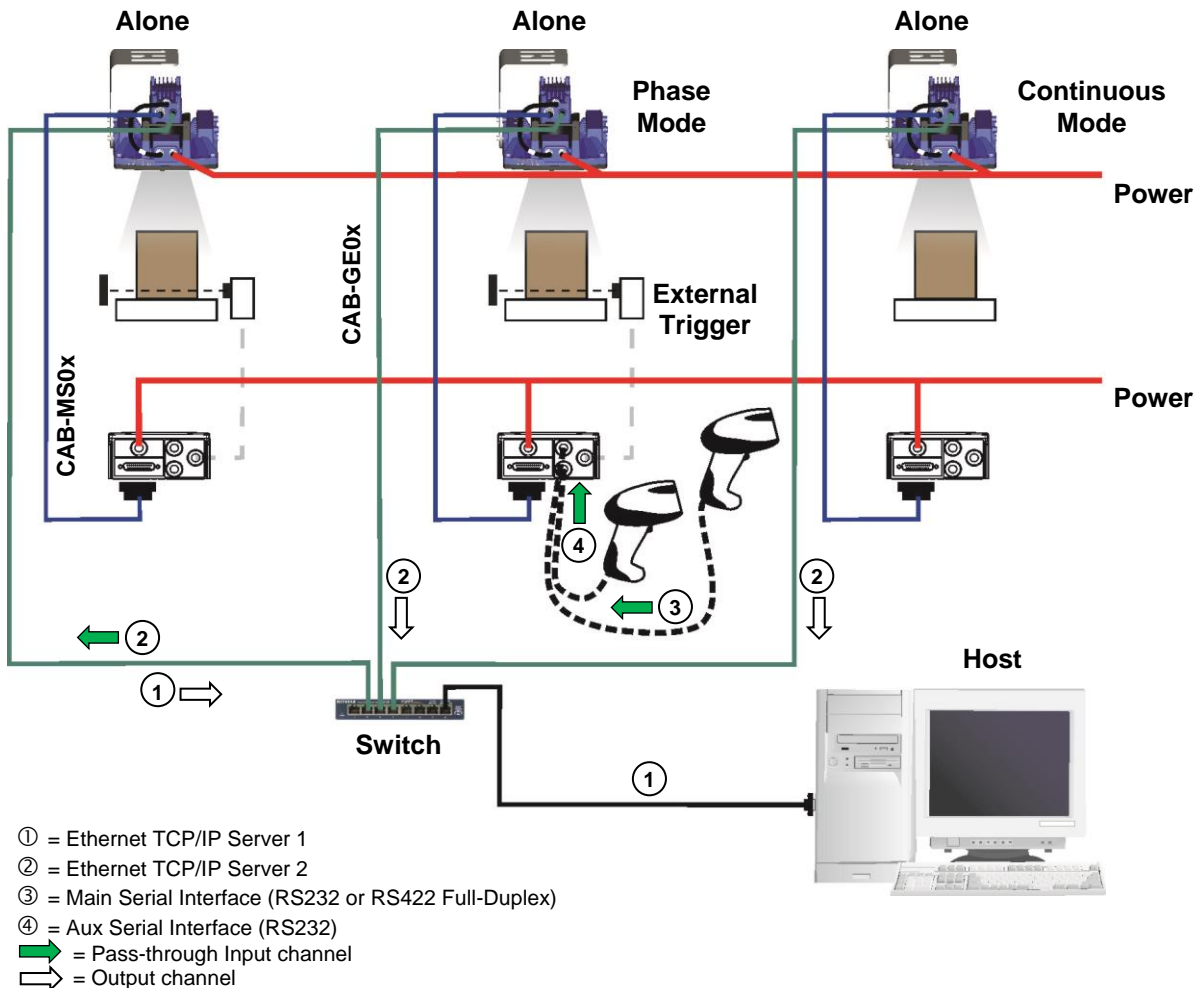 Alone
Alone
Alone
Phase
Mode
Continuous
Mode
Power
CAB-GE0x
External
Trigger
CAB-MS0x
Power
4
2
2
3
2
1
Host
NETGEAR
Switch
1
① = Ethernet TCP/IP Server 1
② = Ethernet TCP/IP Server 2
③ = Main Serial Interface (RS232 or RS422 Full-Duplex)
④ = Aux Serial Interface (RS232)
= Pass-through Input channel
= Output channel